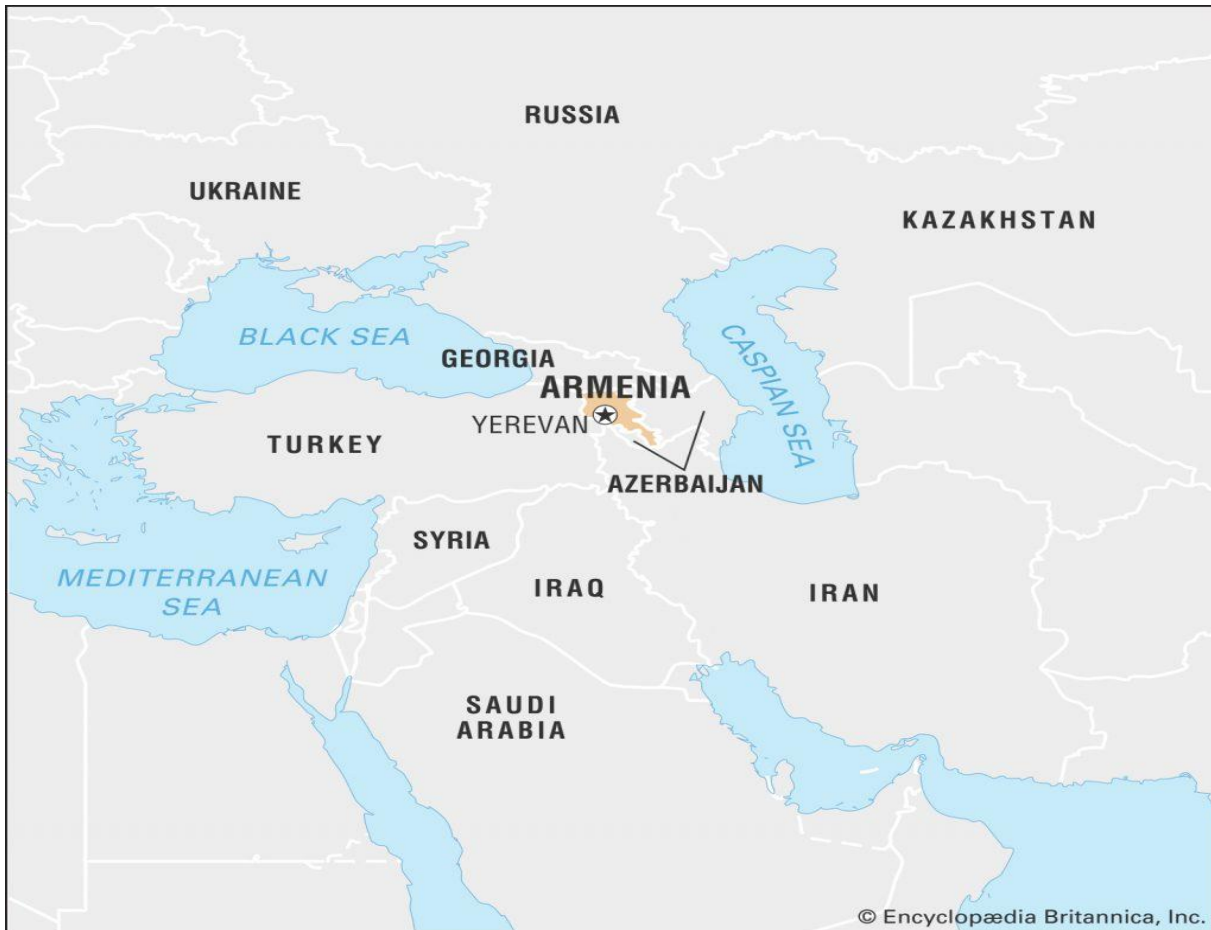 RUSSIA
UKRAINE
KAZAKHSTAN
BLACK SEA
CASPIAN SEA
GEORGIA
ARMENIA
YEREVAN
TURKEY
AZERBAIJAN
SYRIA
MEDITERRANEAN
SEA
IRAQ
IRAN
SAUDI
ARABIA
© Encyclopædia Britannica, Inc.